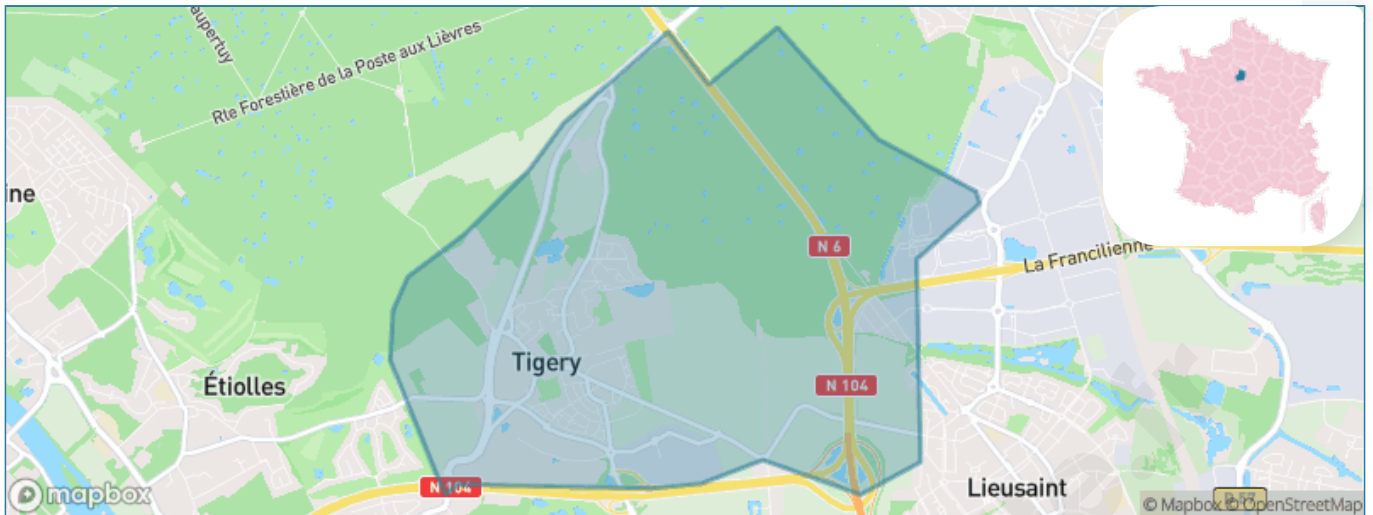 aupertuy
Rte Forestière de la Poste aux Lièvres
ine
N 6
La Francilienne
Tigery
Étiolles
N 104
N 104
Lieusaint
mapbox
© Mapbox © OpenStreetMap